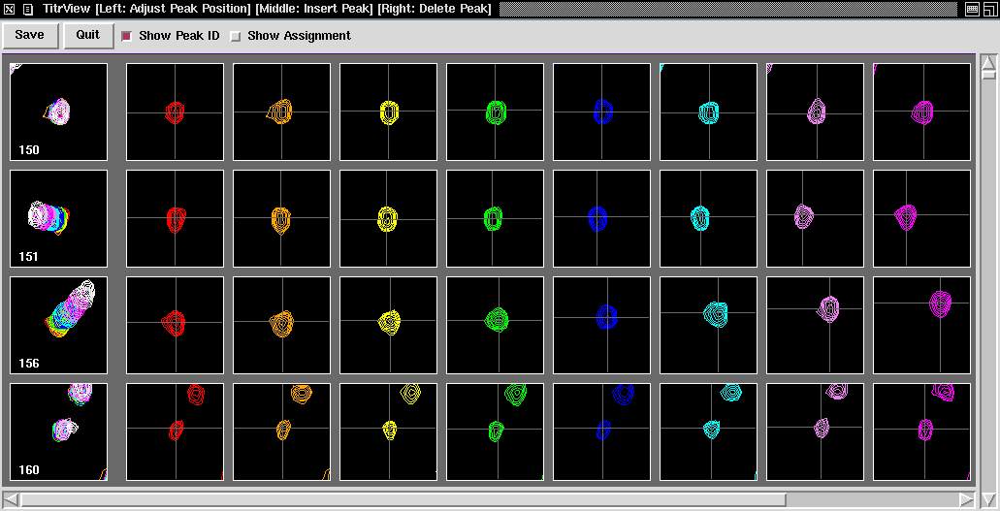 TitrView [Left: Adjust Peak Position] [Middle: Insert Peak] [Right: Delete Peak]
Save Quit Show Peak ID Show Assignment
150
151
156
160